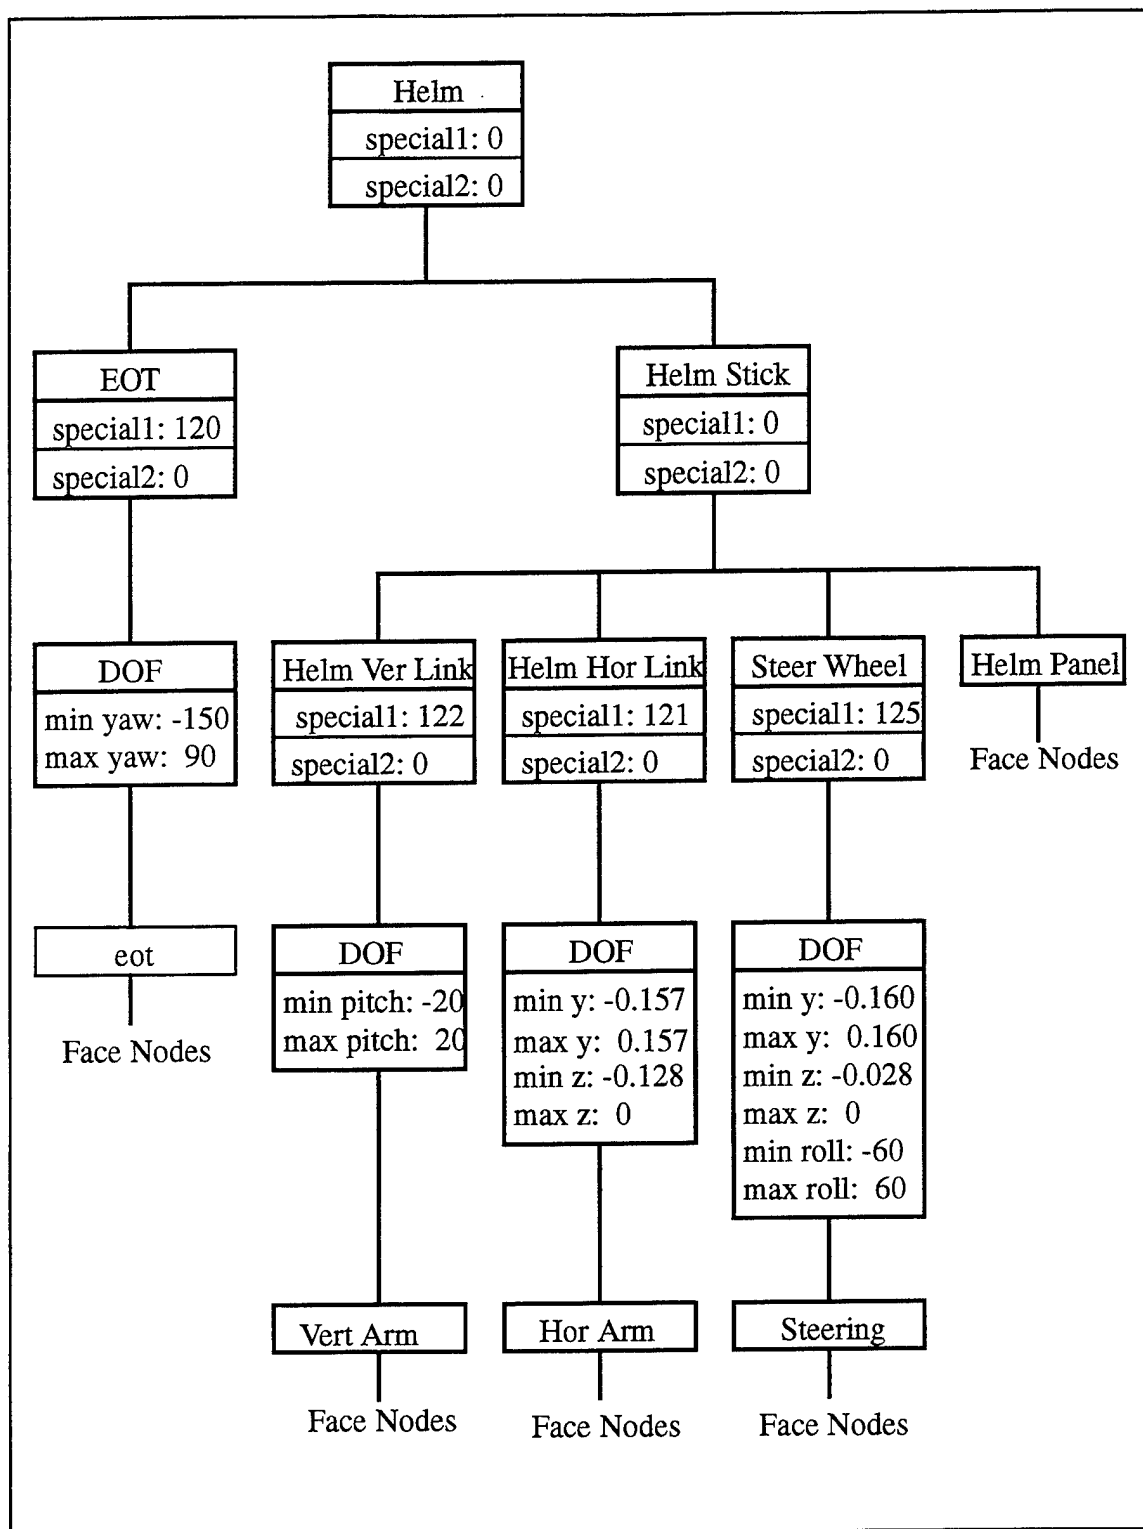 Helm
special1: 0
special2: 0
EOT
special1: 120
special2: 0
Helm Stick
special1: 0
special2: 0
DOF
min yaw: -150
max yaw: 90
Helm Ver Link
special1: 122
special2: 0
Helm Hor Link
special1: 121
special2: 0
Steer Wheel
special1: 125
special2: 0
Helm Panel
Face Nodes
eot
Face Nodes
DOF
min pitch: -20
max pitch: 20
DOF
min y: -0.157
max y: 0.157
min z: -0.128
max z: 0
DOF
min y: -0.160
max y: 0.160
min z: -0.028
max z: 0
min roll: -60
max roll: 60
Vert Arm
Face Nodes
Hor Arm
Face Nodes
Steering
Face Nodes